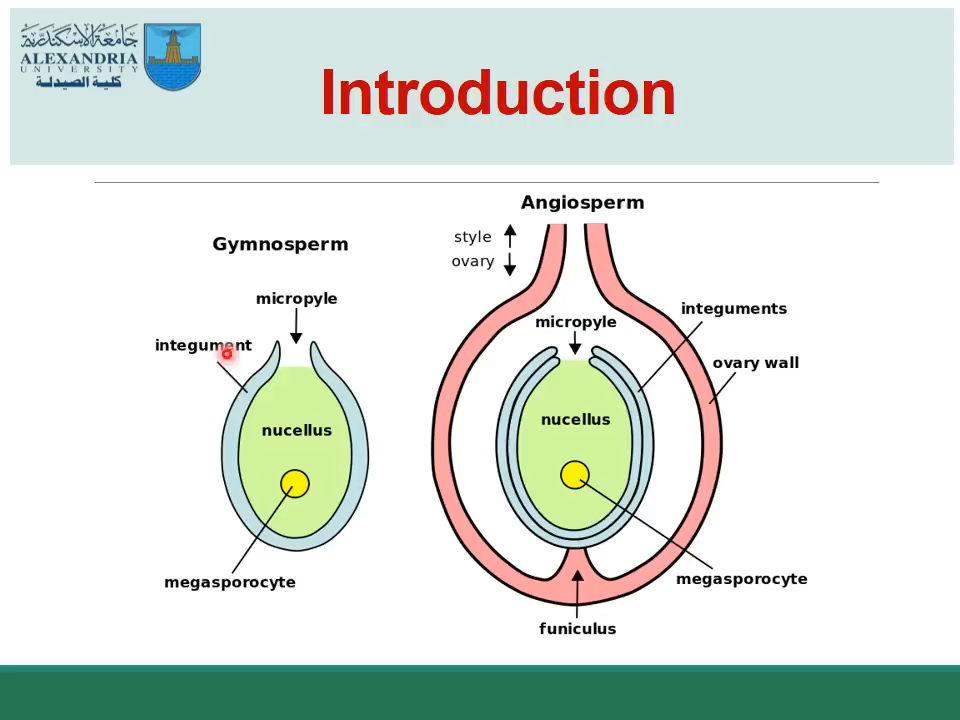 جامعة الإسكندرية
ALEXANDRIA
UNIVERSITY
كلية الصيدلة
Introduction
Gymnosperm
micropyle
integument
nucellus
megasporocyte
Angiosperm
style
ovary
micropyle
integuments
ovary wall
nucellus
megasporocyte
funiculus